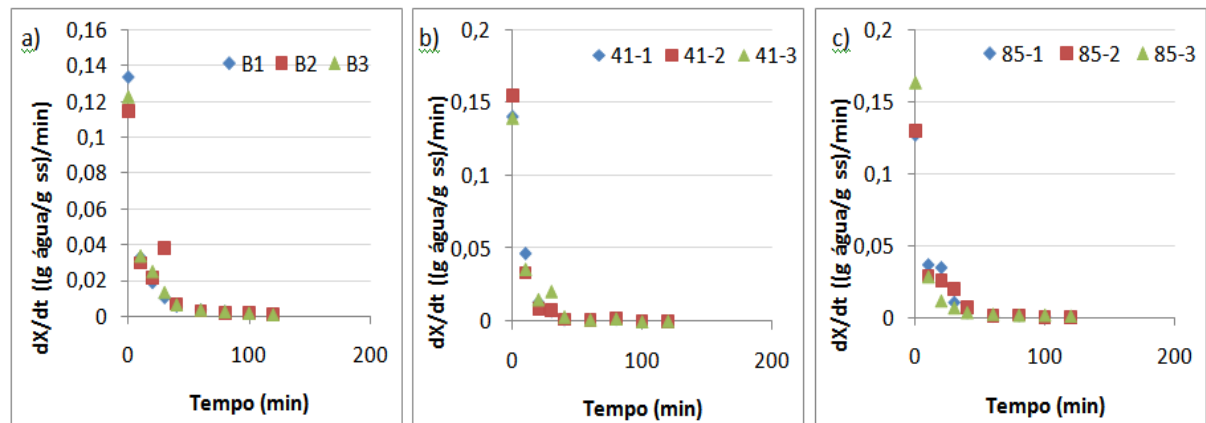 a)
B1 B2 B3
dX/dt ((g água/g ss)/min)
0,16
0,14
0,12
0,1
0,08
0,06
0,04
0,02
0
0 100 200
Tempo (min)
b)
41-1 41-2 41-3
dX/dt ((g água/g ss)/min)
0,2
0,15
0,1
0,05
0
0 100 200
Tempo (min)
c)
85-1 85-2 85-3
dX/dt ((g água/g ss)/min)
0,2
0,15
0,1
0,05
0
0 100 200
Tempo (min)